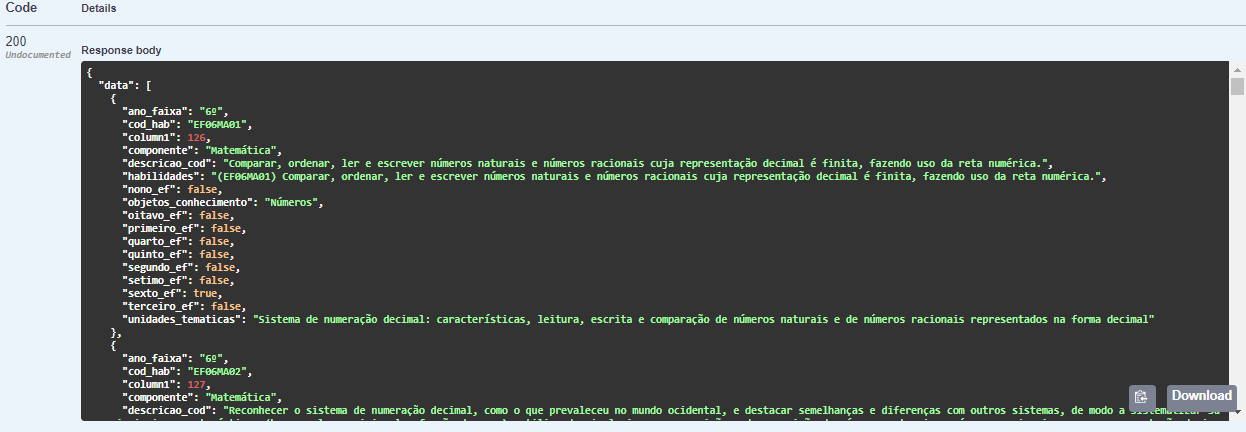 Code Details
200
Undocumented
Response body
{
"data": [
{
"ano_faixa": "6º",
"cod_hab": "EF06MA01",
"column1": 126,
"componente": "Matemática",
"descricao_cod": "Comparar, ordenar, ler e escrever números naturais e números racionais cuja representação decimal é finita, fazendo uso da reta numérica.",
"habilidades": "(EF06MA01) Comparar, ordenar, ler e escrever números naturais e números racionais cuja representação decimal é finita, fazendo uso da reta numérica.",
"nono_ef": false,
"objetos_conhecimento": "Números",
"oitavo_ef": false,
"primeiro_ef": false,
"quarto_ef": false,
"quinto_ef": false,
"segundo_ef": false,
"setimo_ef": false,
"sexto_ef": true,
"terceiro_ef": false,
"unidades_tematicas": "Sistema de numeração decimal: características, leitura, escrita e comparação de números naturais e de números racionais representados na forma decimal"
},
{
"ano_faixa": "6º",
"cod_hab": "EF06MA02",
"column1": 127,
"componente": "Matemática",
"descricao_cod": "Reconhecer o sistema de numeração decimal, como o que prevaleceu no mundo ocidental, e destacar semelhanças e diferenças com outros sistemas, de modo a
Download